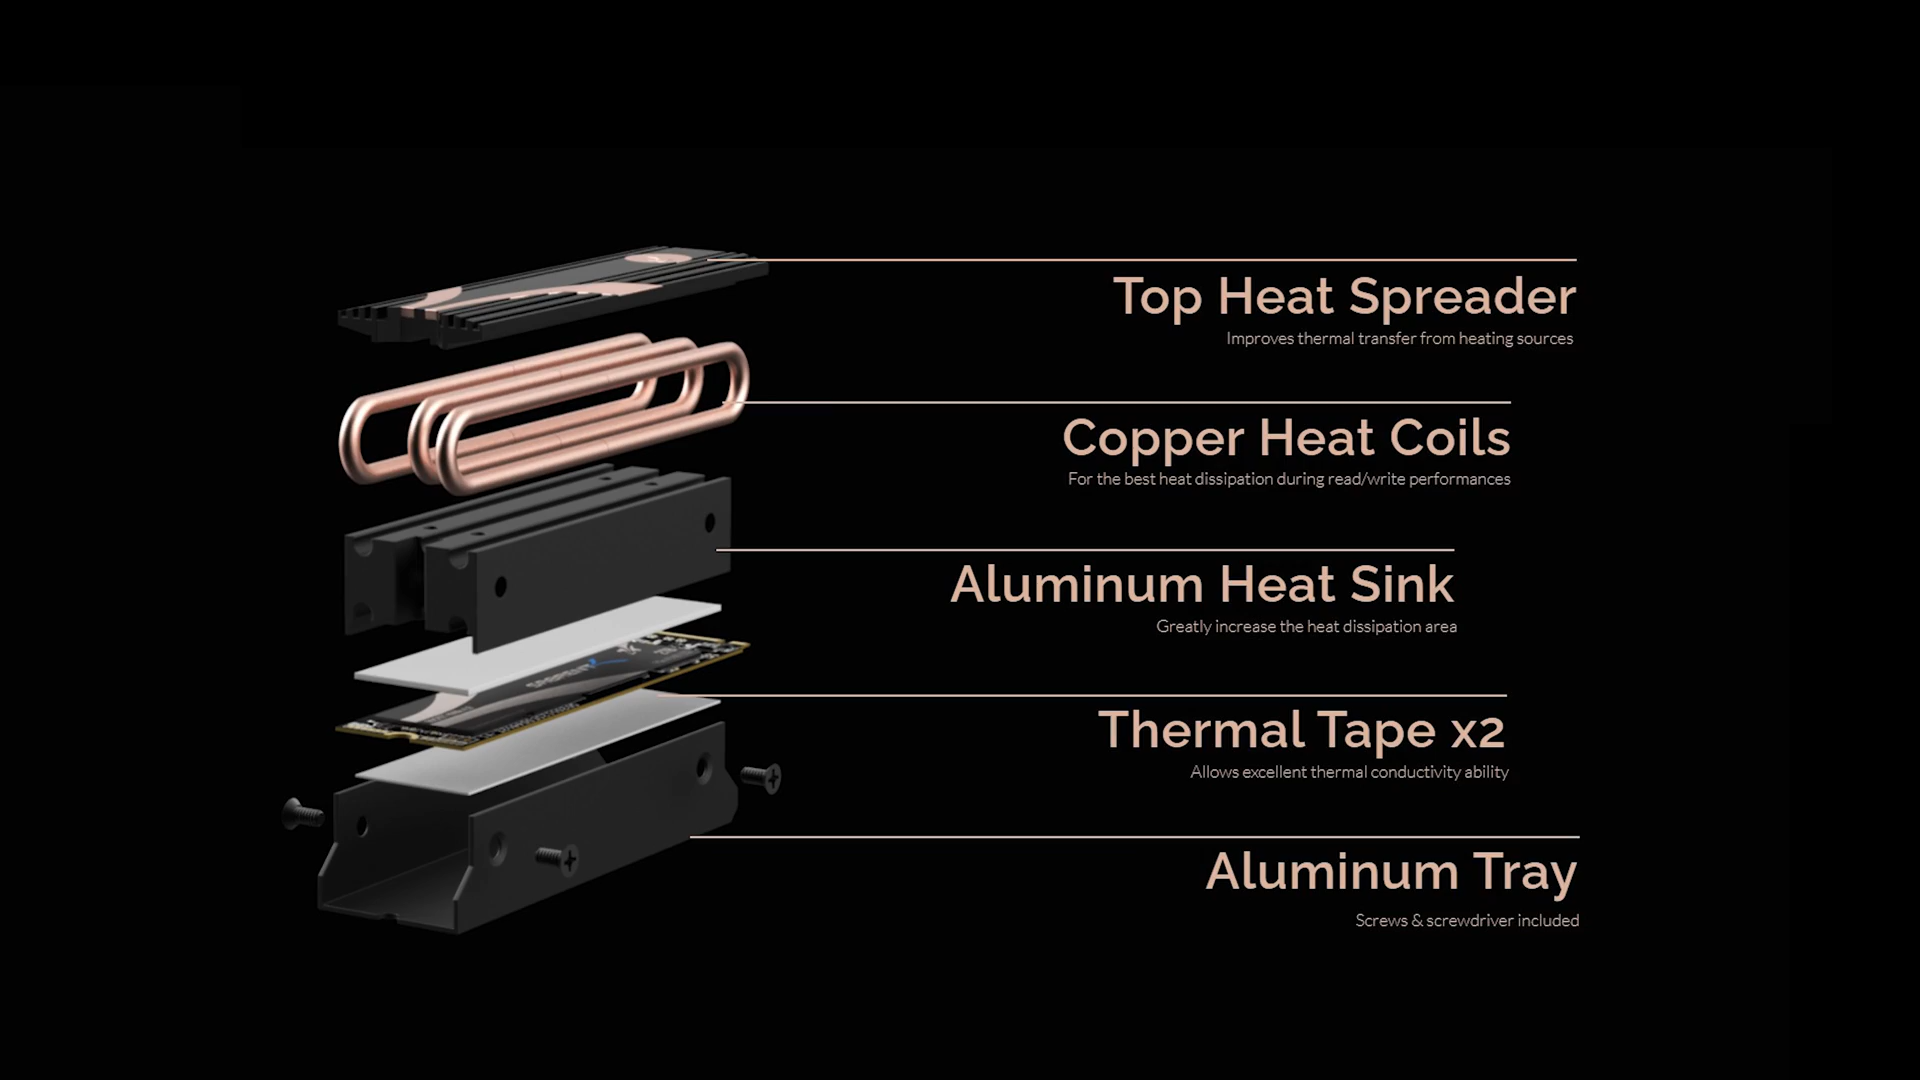 Top Heat Spreader
Improves thermal transfer from heating sources
Copper Heat Coils
For the best heat dissipation during read/write performances
Aluminum Heat Sink
Greatly increase the heat dissipation area
Thermal Tape x2
Allows excellent thermal conductivity ability
Aluminum Tray
Screws & screwdriver included